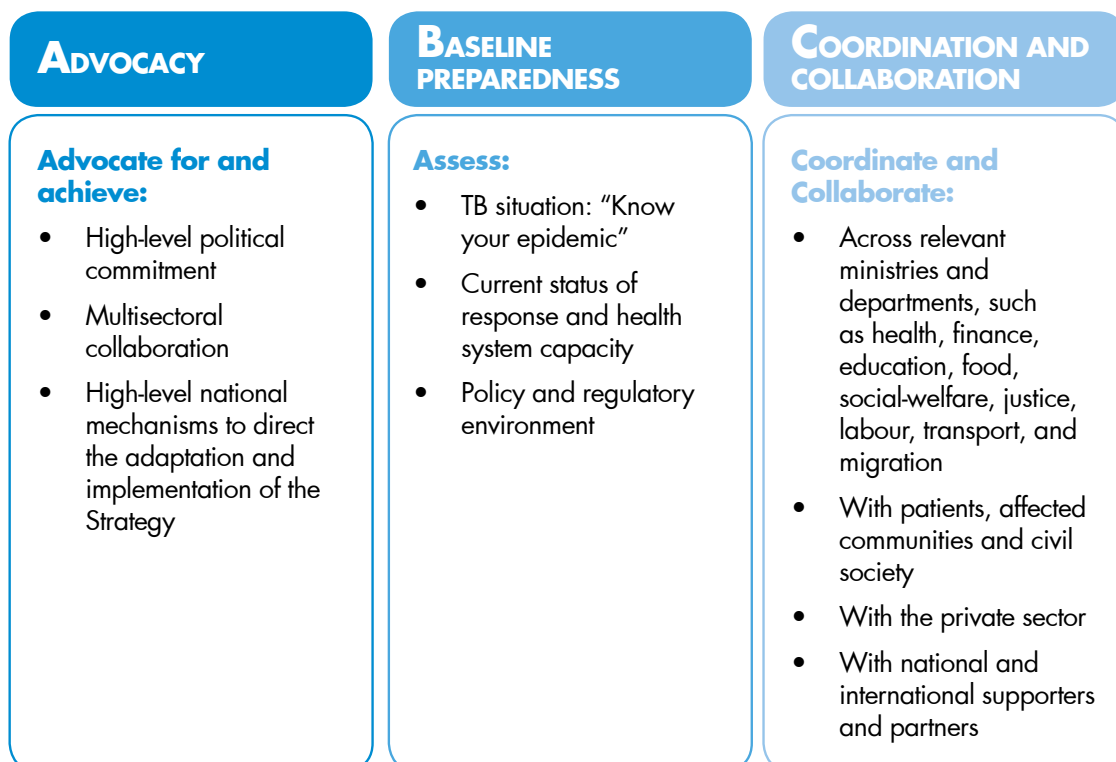 ADVOCACY
Advocate for and
achieve:
• High-level political
commitment
• Multisectoral
collaboration
• High-level national
mechanisms to direct
the adaptation and
implementation of the
Strategy
BASELINE
PREPAREDNESS
Assess:
• TB situation: “Know
your epidemic”
• Current status of
response and health
system capacity
• Policy and regulatory
environment
COORDINATION AND
COLLABORATION
Coordinate and
Collaborate:
• Across relevant
ministries and
departments, such
as health, finance,
education, food,
social-welfare, justice,
labour, transport, and
migration
• With patients, affected
communities and civil
society
• With the private sector
• With national and
international supporters
and partners